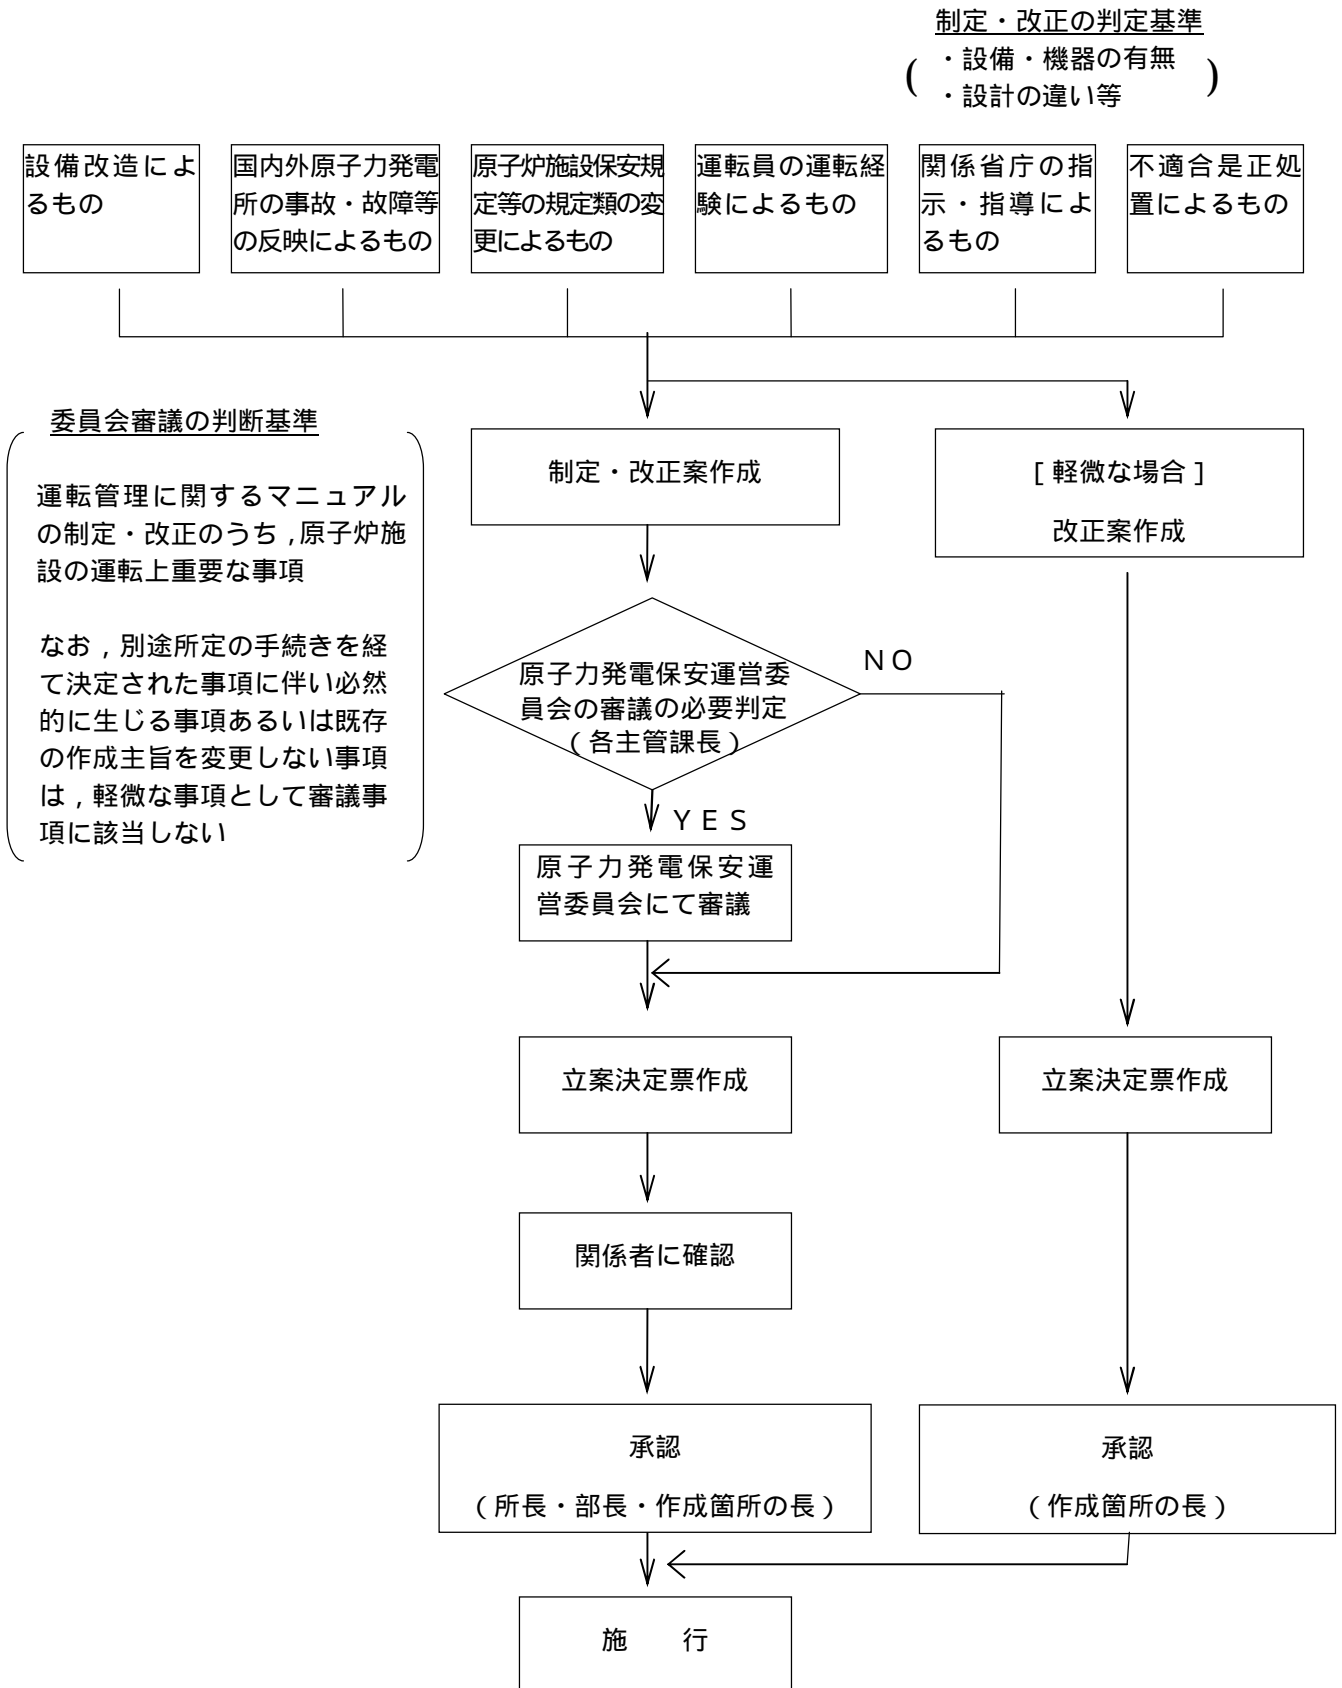 制定・改正の判定基準
(・設備・機器の有無
・設計の違い等)
設備改造によ
るもの
国内外原子力発電
所の事故・故障等
の反映によるもの
原子炉施設保安規
定等の規定類の変
更によるもの
運転員の運転経
験によるもの
関係省庁の指
示・指導によ
るもの
不適合是正処
置によるもの
委員会審議の判断基準
運転管理に関するマニュアル
の制定・改正のうち,原子炉施
設の運転上重要な事項
なお,別途所定の手続きを経
て決定された事項に伴い必然
的に生じる事項あるいは既存
の作成主旨を変更しない事項
は,軽微な事項として審議事
項に該当しない
制定・改正案作成
[軽微な場合]
改正案作成
原子力発電保安運営委
員会の審議の必要判定
(各主管課長)
NO
YES
原子力発電保安運
営委員会にて審議
立案決定票作成
立案決定票作成
関係者に確認
承認
(所長・部長・作成箇所の長)
承認
(作成箇所の長)
施 行